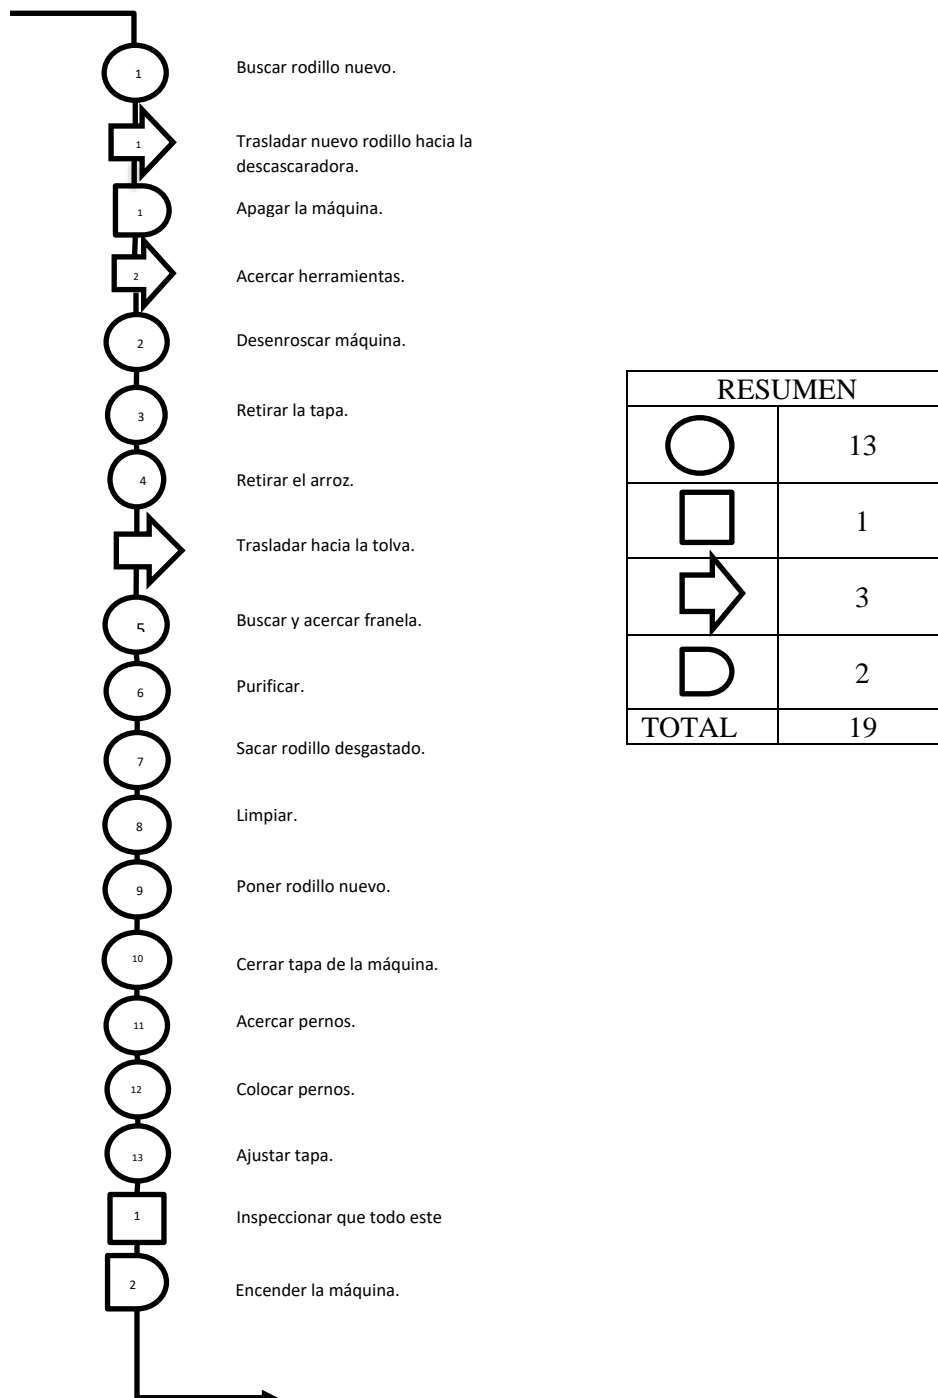 1 Buscar rodillo nuevo.
1 Trasladar nuevo rodillo hacia la
descascaradora.
1 Apagar la máquina.
2 Acercar herramientas.
2 Desenroscar máquina.
3 Retirar la tapa.
4 Retirar el arroz.
Trasladar hacia la tolva.
5 Buscar y acercar franela.
6 Purificar.
7 Sacar rodillo desgastado.
8 Limpiar.
9 Poner rodillo nuevo.
10 Cerrar tapa de la máquina.
11 Acercar pernos.
12 Colocar pernos.
13 Ajustar tapa.
1 Inspeccionar que todo este
2 Encender la máquina.
RESUMEN
13
1
3
2
TOTAL 19